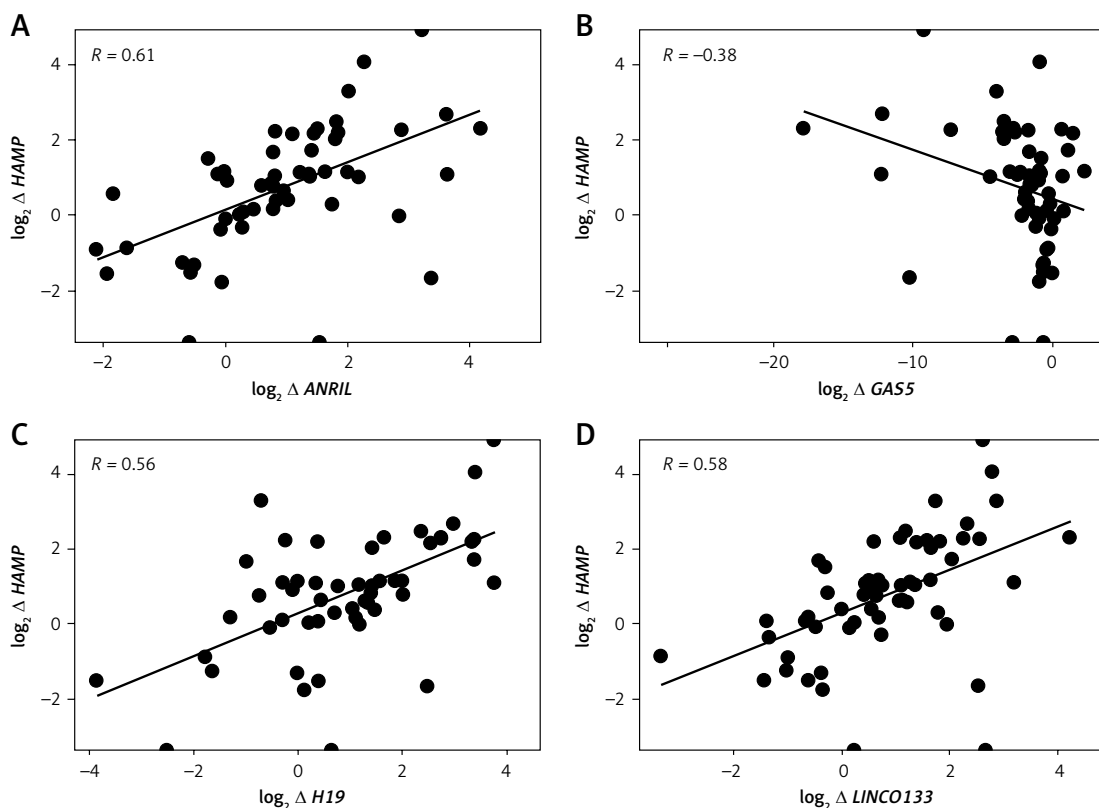 A
R = 0.61
log₂ Δ HAMP
4
2
0
−2
−2 0 2 4
log₂ Δ ANRIL
B
R = −0.38
log₂ Δ HAMP
4
2
0
−2
−20 −10 0
log₂ Δ GAS5
C
R = 0.56
log₂ Δ HAMP
4
2
0
−2
−4 −2 0 2 4
log₂ Δ H19
D
R = 0.58
log₂ Δ HAMP
4
2
0
−2
−2 0 2 4
log₂ Δ LINCO133